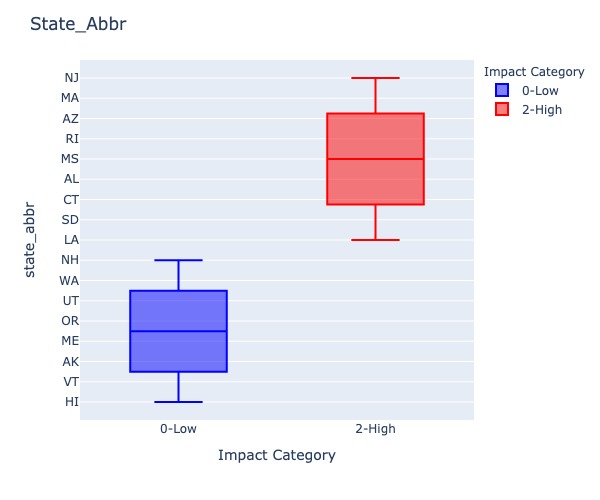 State_Abbr
Impact Category
0-Low
2-High
state_abbr
NJ
MA
AZ
RI
MS
AL
CT
SD
LA
NH
WA
UT
OR
ME
AK
VT
HI
0-Low
2-High
Impact Category